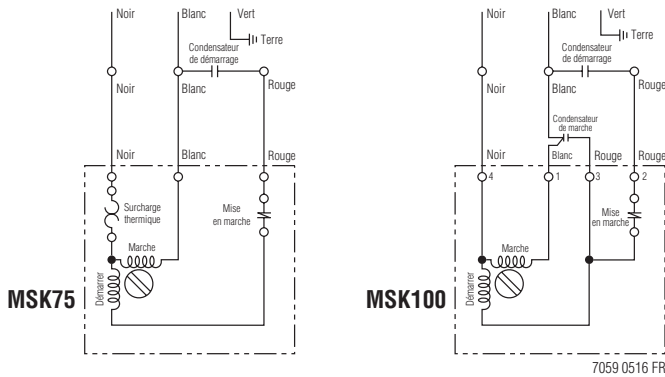 Noir
Blanc
Vert
Terre
Condensateur
de démarrage
Noir
Blanc
Rouge
Noir
Blanc
Rouge
Surcharge
thermique
Mise
en marche
Marche
Démarrer
MSK75
Noir
Blanc
Vert
Terre
Condensateur
de démarrage
Noir
Blanc
Rouge
Condensateur
de marche
Noir
Blanc
Rouge
Rouge
4
1
3
2
Mise
en marche
Marche
Démarrer
MSK100
7059 0516 FR